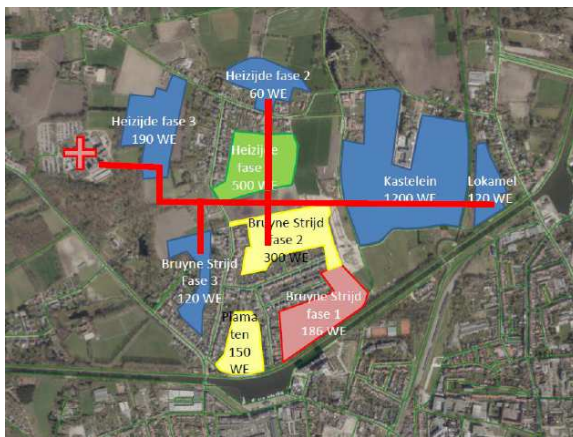 Heizijde fase 2
60 WE
Heizijde fase 3
190 WE
Heizijde
fase
500 WE
Kastelein
1200 WE
Lokamel
120 WE
Bruyne Strijd
fase 2
300 WE
Bruyne Strijd
Fase 3
120 WE
Bruyne Strijd
fase 1
186 WE
Plama
ten
150
WE